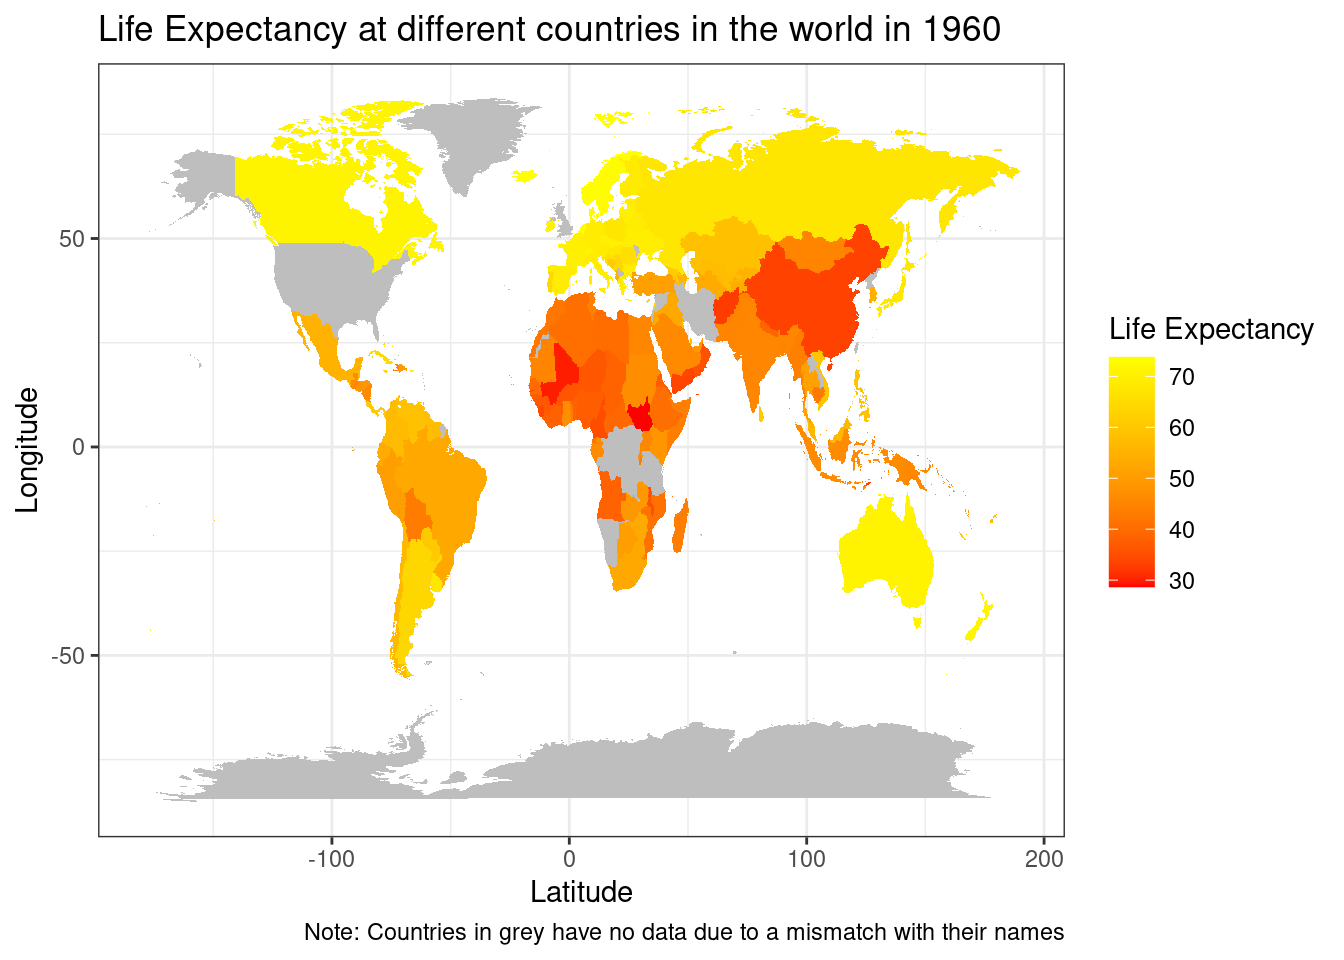 Life Expectancy at different countries in the world in 1960
Longitude
50
0
-50
-100
0
100
200
Latitude
Life Expectancy
70
60
50
40
30
Note: Countries in grey have no data due to a mismatch with their names